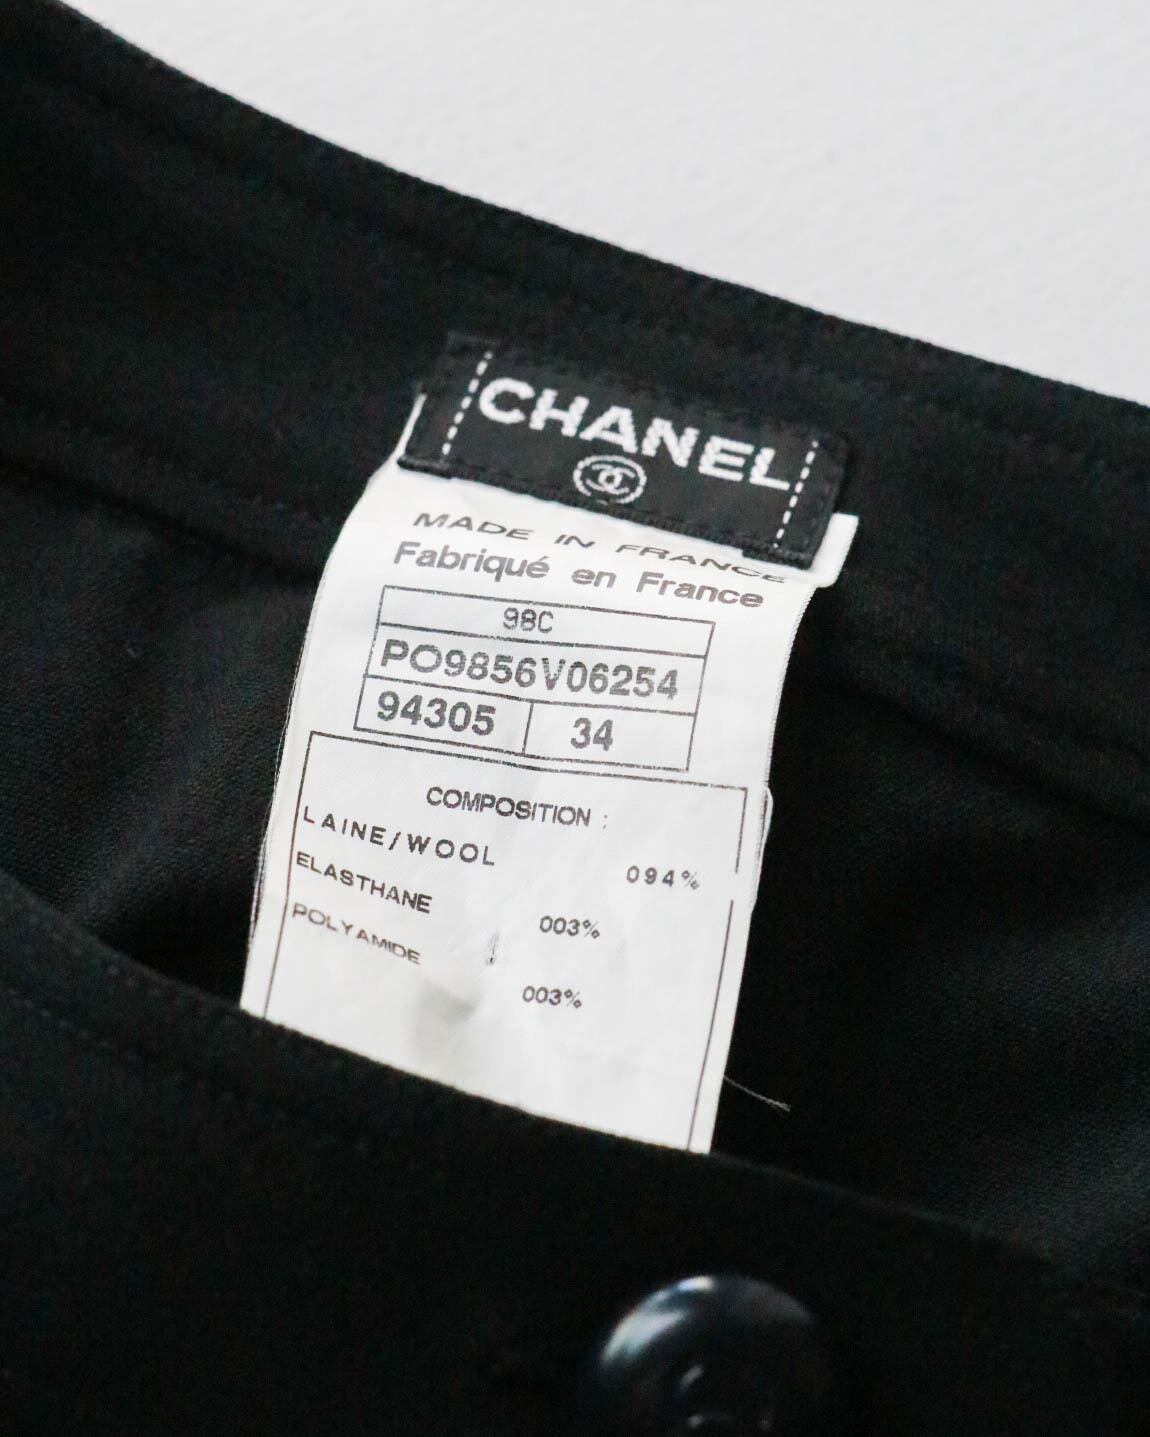 CHANEL
MADE IN FRANCE
Fabriqué en France
98C
PO9856V06254
94305 34
COMPOSITION :
LAINE/WOOL 094%
ELASTHANE 003%
POLYAMIDE 003%